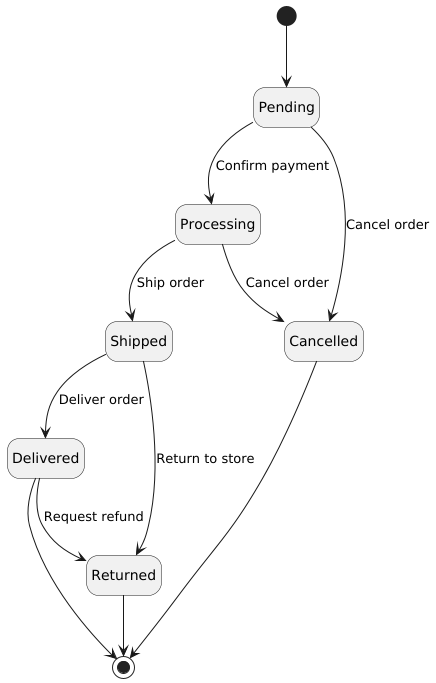 Pending
Confirm payment
Processing
Cancel order
Ship order
Cancel order
Shipped
Cancelled
Deliver order
Delivered
Return to store
Request refund
Returned